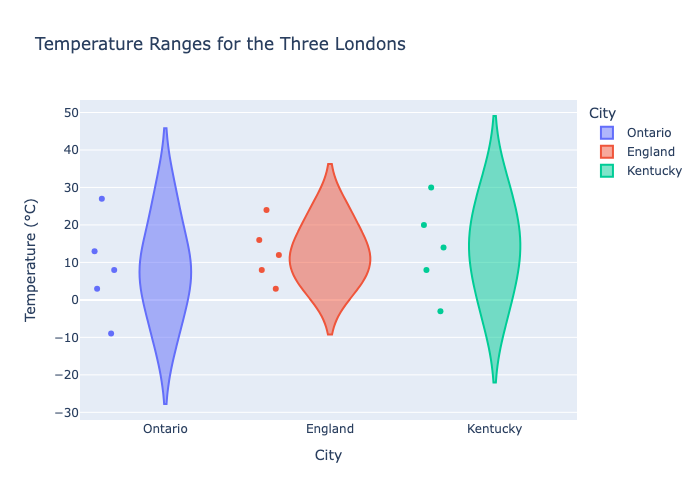 Temperature Ranges for the Three Londons
City
Ontario
England
Kentucky
Temperature (°C)
50
40
30
20
10
0
−10
−20
−30
Ontario England Kentucky
City